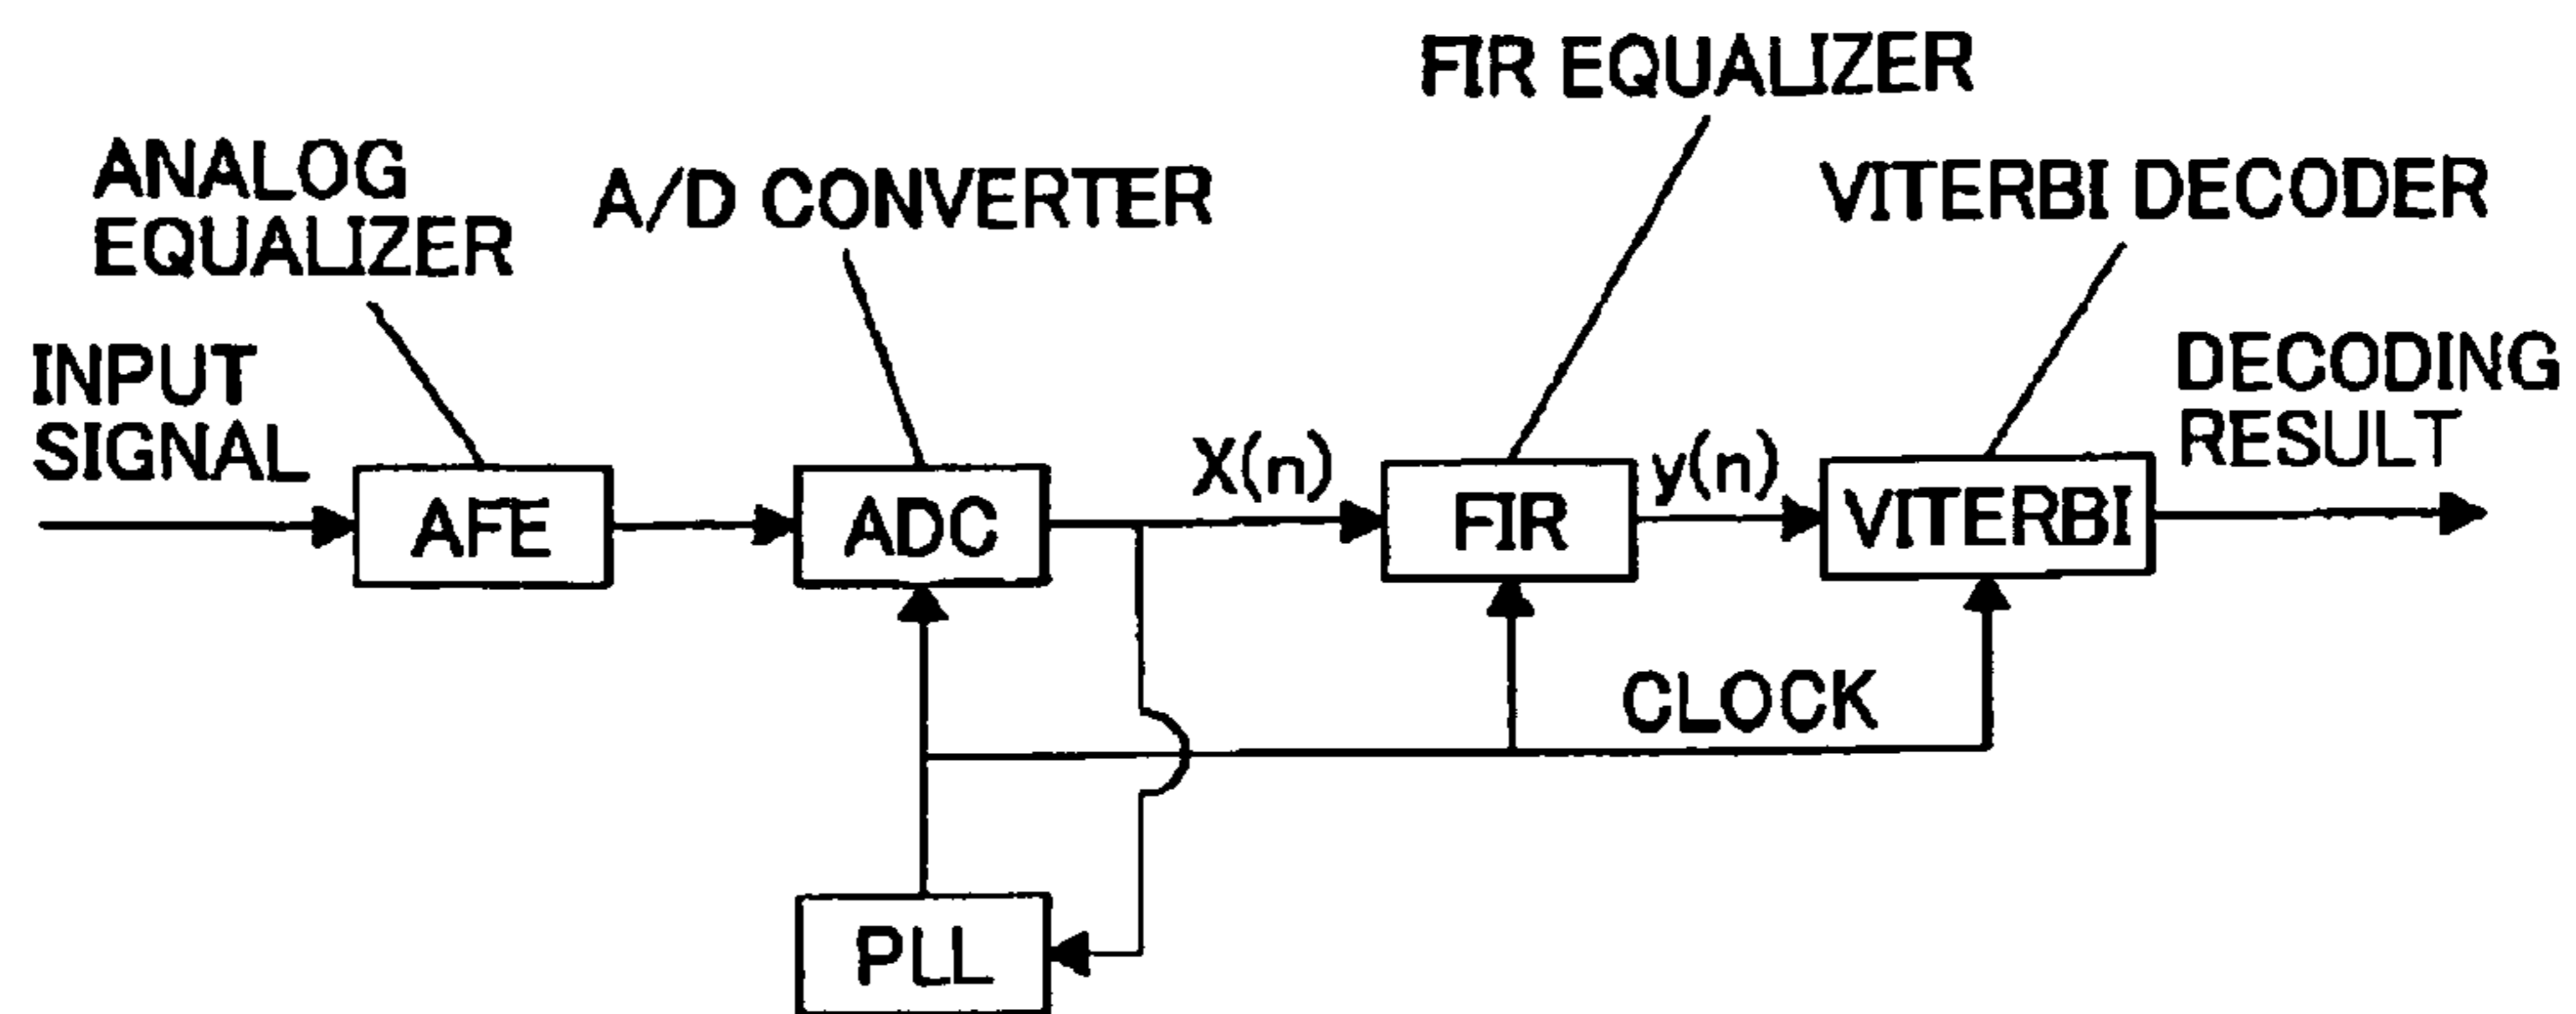 FIR EQUALIZER
ANALOG
EQUALIZER
A/D CONVERTER
VITERBI DECODER
INPUT
SIGNAL
DECODING
RESULT
X(n)
y(n)
AFE
ADC
FIR
VITERBI
CLOCK
PLL